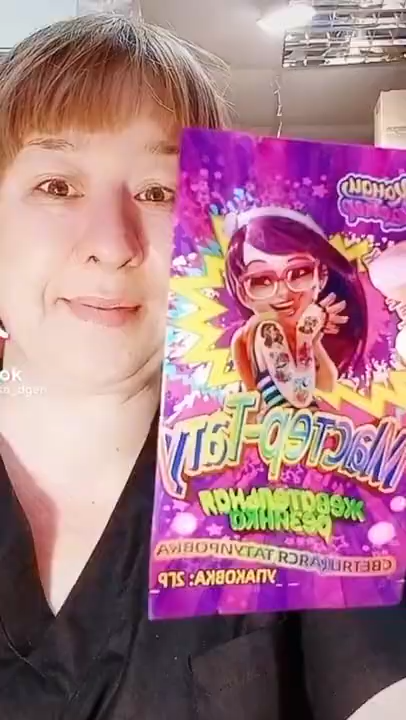 Мастер-Тату
ЖЕВАТЕЛЬНАЯ
РЕЗИНКА
СВЕТЯЩАЯСЯ ТАТУИРОВКА
УПАКОВКА: 2ГР